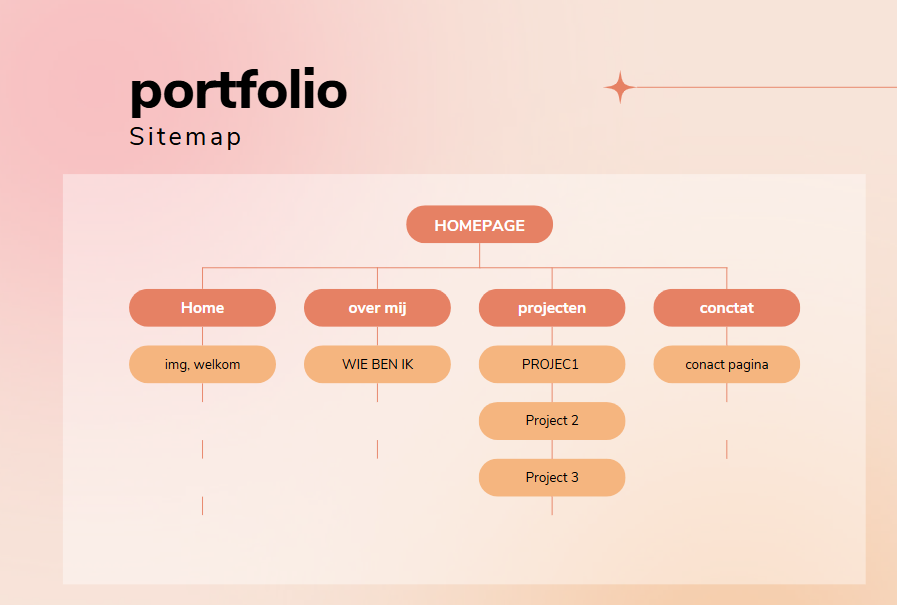 portfolio
Sitemap
HOMEPAGE
Home
over mij
projecten
conctat
img, welkom
WIE BEN IK
PROJEC1
conact pagina
Project 2
Project 3